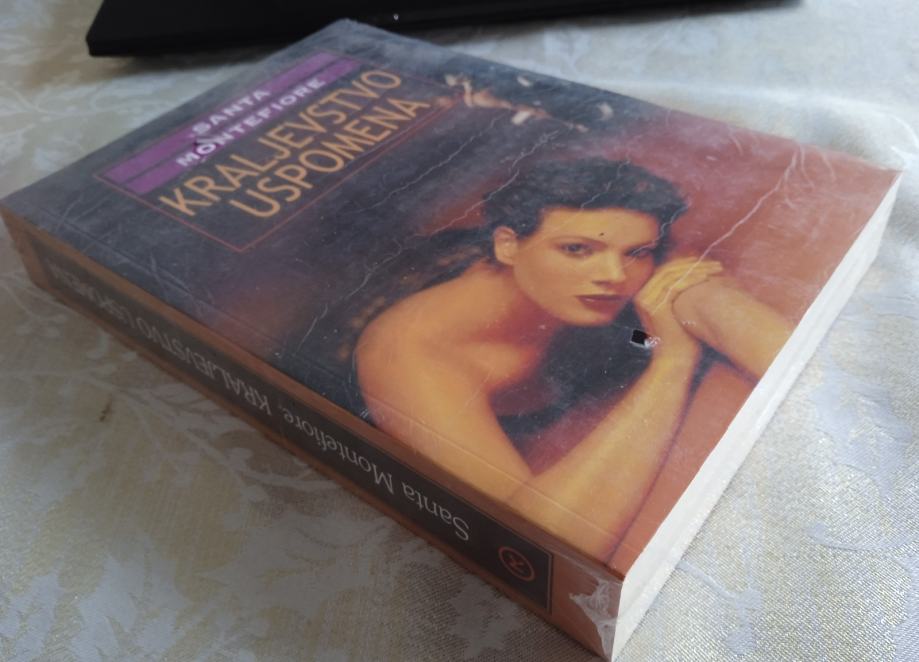 SANTA
MONTEFIORE
KRALJEVSTVO
USPOMENA
Santa Montefiore, KRALJEVSTVO USPOMENA